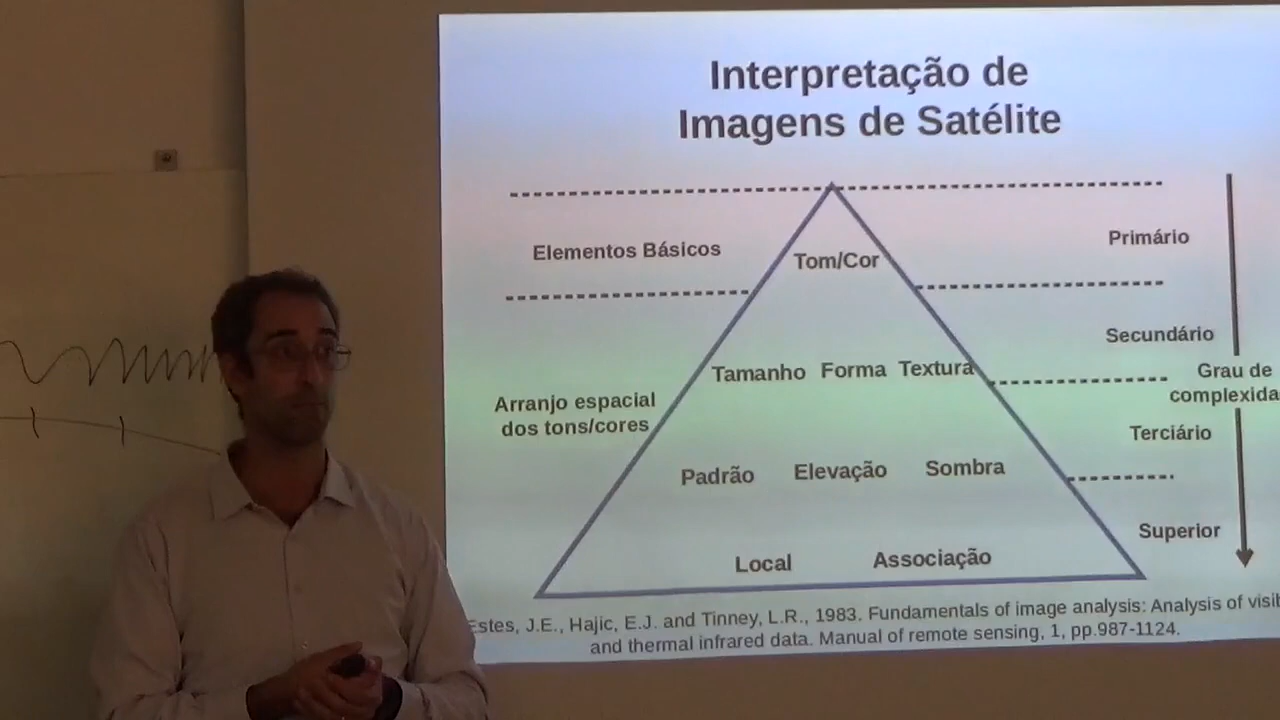 Interpretação de
Imagens de Satélite
Elementos Básicos
Tom/Cor
Primário
Secundário
Tamanho Forma Textura
Grau de
Arranjo espacial
dos tons/cores
Terciário
Padrão Elevação Sombra
Superior
Local Associação
Estes, J.E., Hajic, E.J. and Tinney, L.R., 1983. Fundamentals of image analysis: Analysis of
and thermal infrared data. Manual of remote sensing, 1, pp.987-1124.